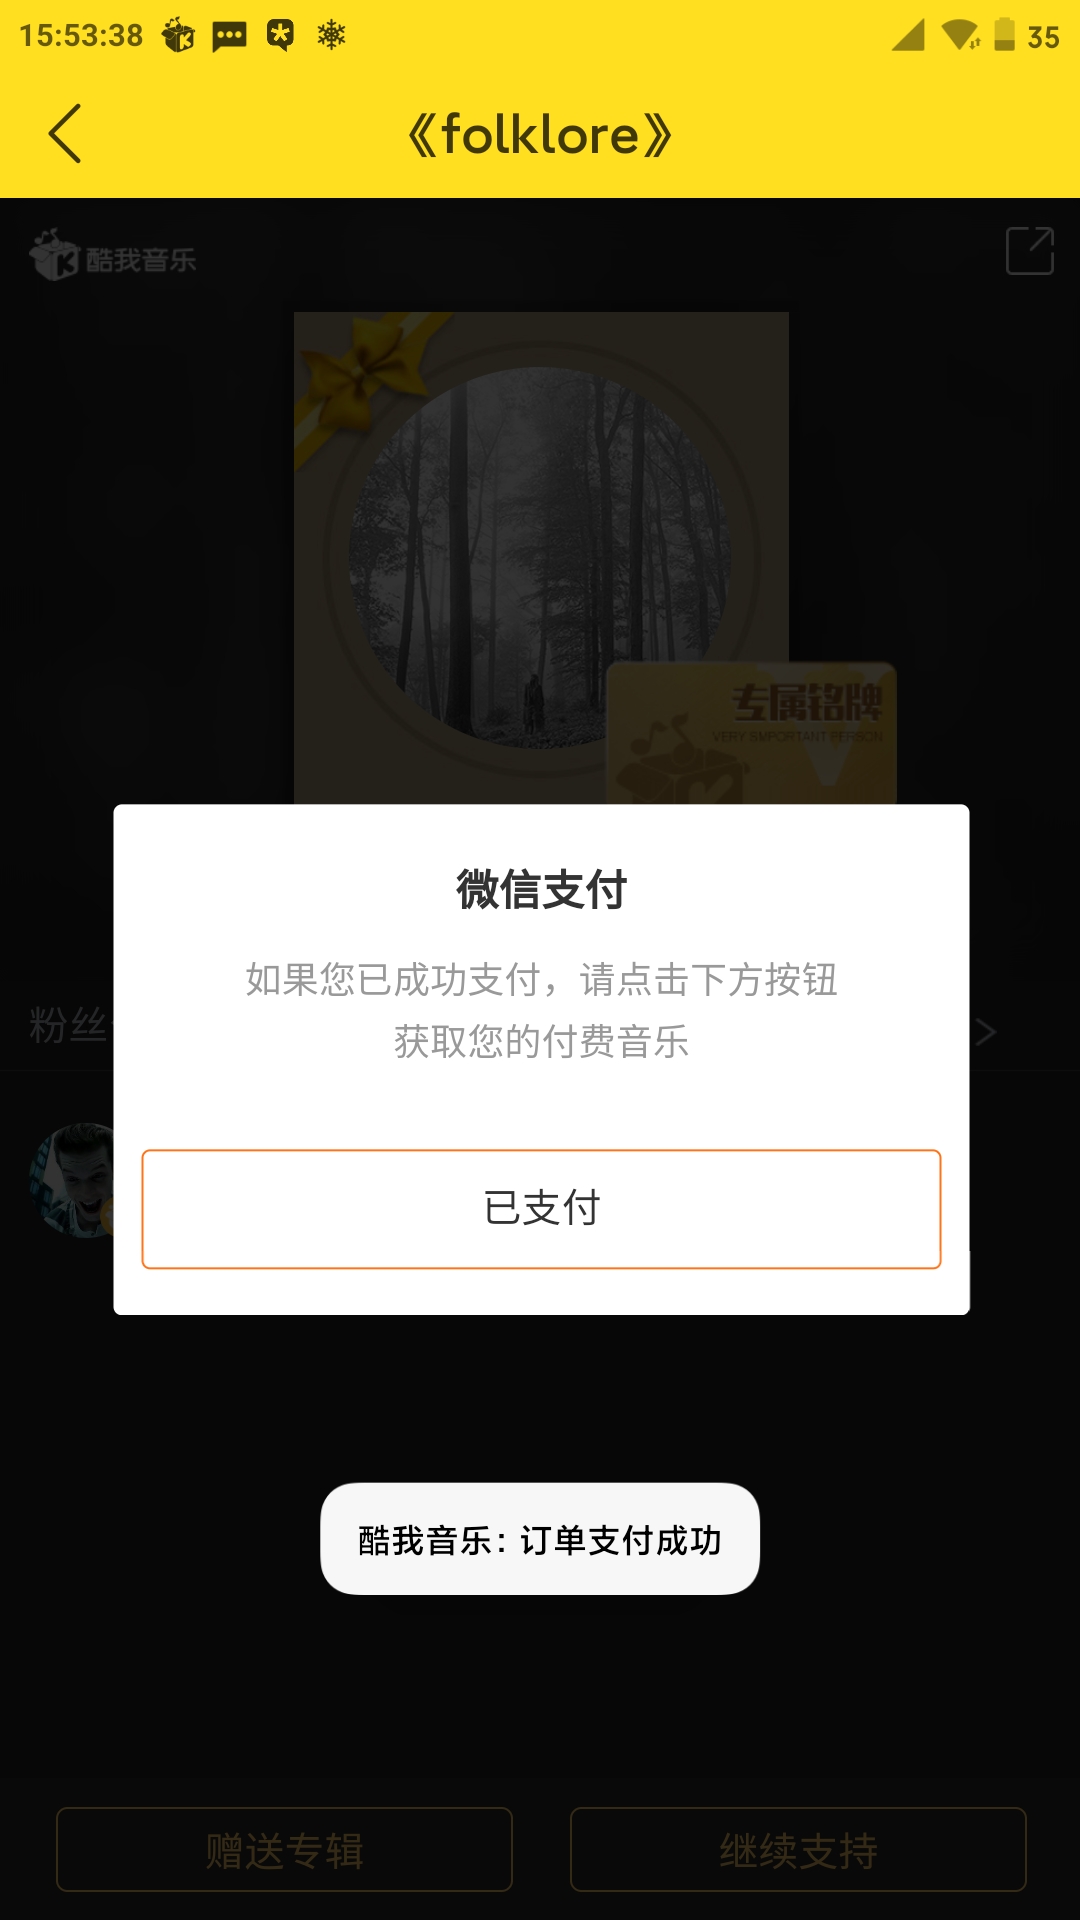 15:53:38
35
《folklore》
酷我音乐
专属铭牌
VERY SMPORTANT PERSON
微信支付
如果您已成功支付，请点击下方按钮
获取您的付费音乐
粉丝
已支付
酷我音乐：订单支付成功
赠送专辑
继续支持